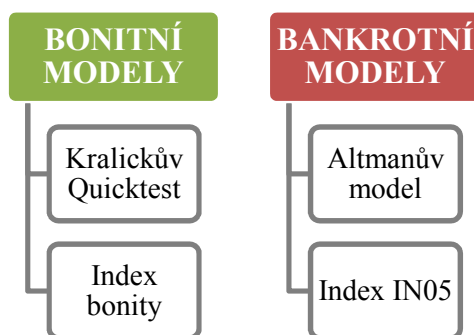 BONITNÍ
MODELY
Kralickův
Quicktest
Index
bonity
BANKROTNÍ
MODELY
Altmanův
model
Index IN05